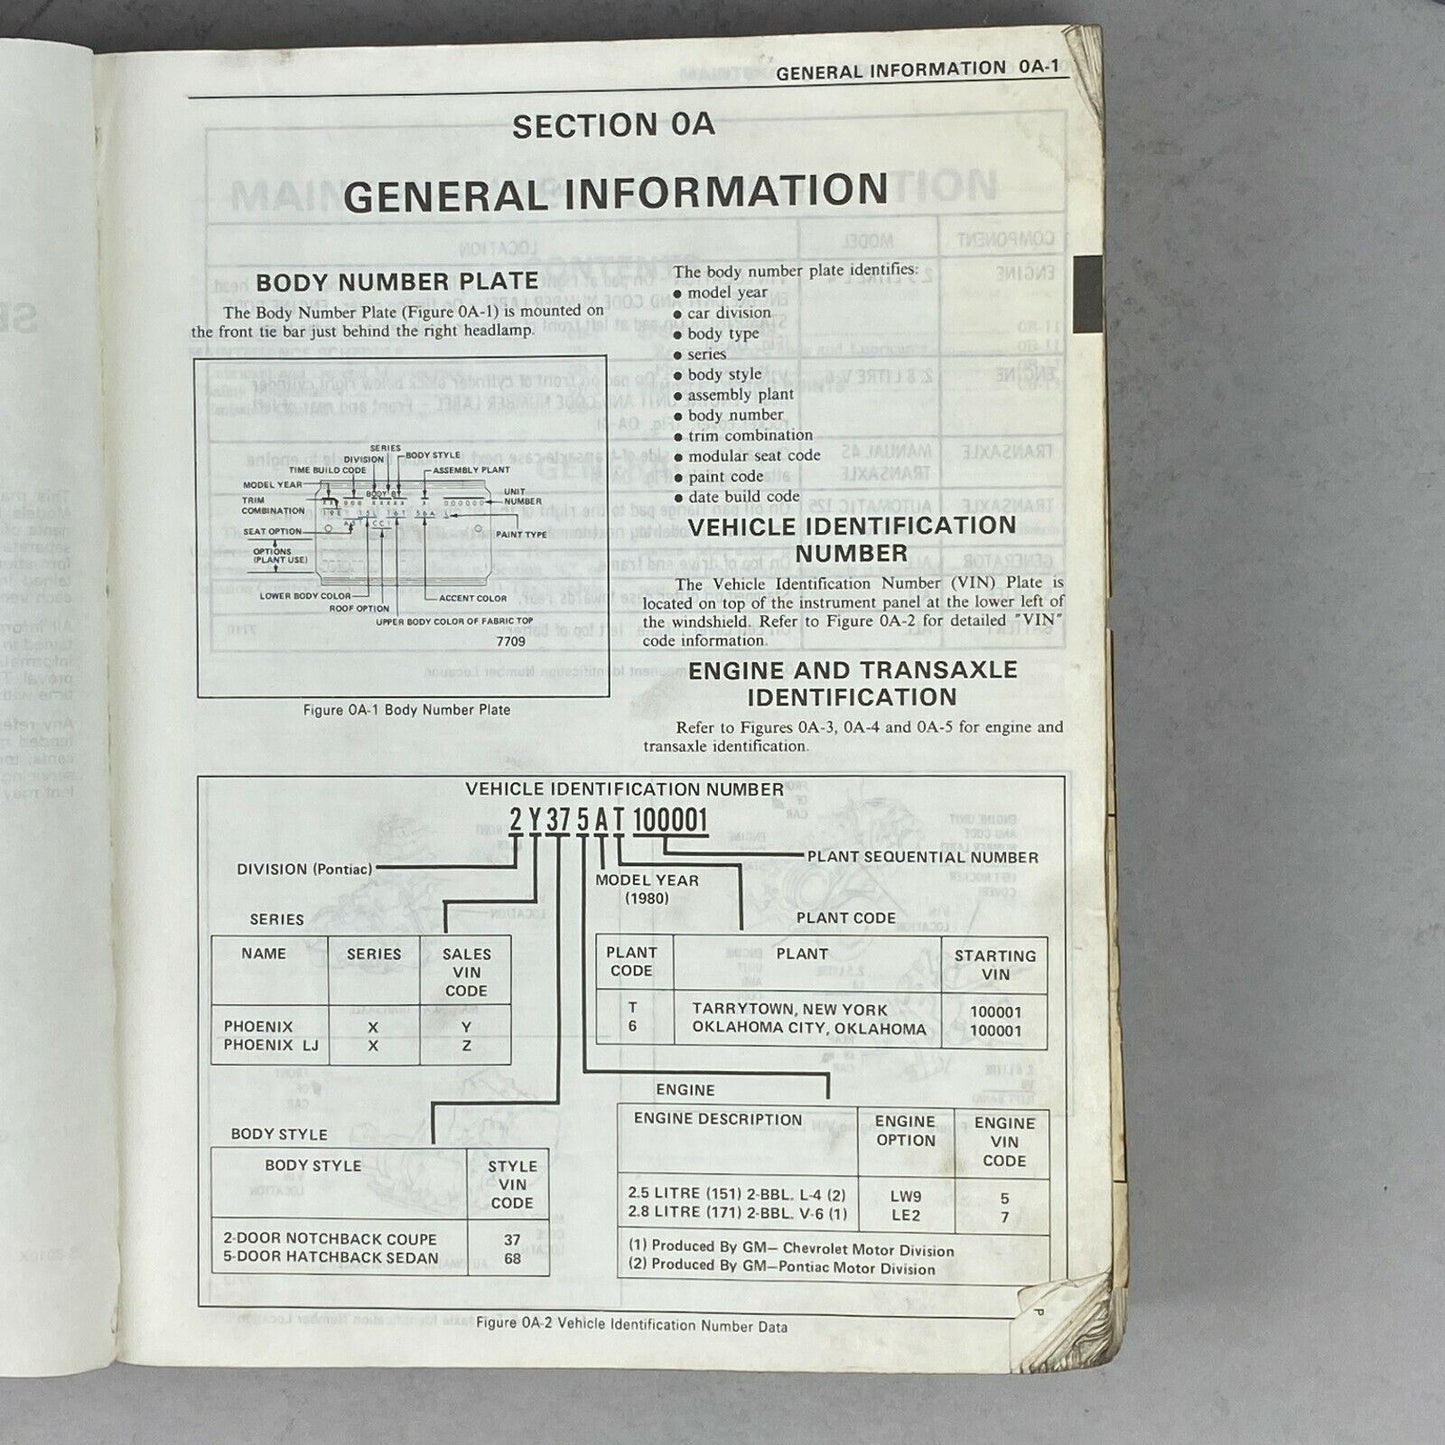 GENERAL INFORMATION 0A-1
SECTION 0A
GENERAL INFORMATION
BODY NUMBER PLATE
The Body Number Plate (Figure 0A-1) is mounted on
the front tie bar just behind the right headlamp.
SERIES
DIVISION
BODY STYLE
TIME BUILD CODE
ASSEMBLY PLANT
MODEL YEAR
BODY BY
UNIT
NUMBER
TRIM
COMBINATION
SEAT OPTION
PAINT TYPE
OPTIONS
(PLANT USE)
LOWER BODY COLOR
ACCENT COLOR
ROOF OPTION
UPPER BODY COLOR OF FABRIC TOP
7709
Figure 0A-1 Body Number Plate
The body number plate identifies:
● model year
● car division
● body type
● series
● body style
● assembly plant
● body number
● trim combination
● modular seat code
● paint code
● date build code
VEHICLE IDENTIFICATION
NUMBER
The Vehicle Identification Number (VIN) Plate is
located on top of the instrument panel at the lower left of
the windshield. Refer to Figure 0A-2 for detailed "VIN"
code information.
ENGINE AND TRANSAXLE
IDENTIFICATION
Refer to Figures 0A-3, 0A-4 and 0A-5 for engine and
transaxle identification.
VEHICLE IDENTIFICATION NUMBER
2 Y 37 5 A T 100001
DIVISION (Pontiac)
PLANT SEQUENTIAL NUMBER
MODEL YEAR
(1980)
SERIES
NAME SERIES SALES
VIN
CODE
PHOENIX X Y
PHOENIX LJ X Z
PLANT CODE
PLANT PLANT STARTING
CODE VIN
T TARRYTOWN, NEW YORK 100001
6 OKLAHOMA CITY, OKLAHOMA 100001
BODY STYLE
BODY STYLE STYLE
VIN
CODE
2-DOOR NOTCHBACK COUPE 37
5-DOOR HATCHBACK SEDAN 68
ENGINE
ENGINE DESCRIPTION ENGINE ENGINE
OPTION VIN
CODE
2.5 LITRE (151) 2-BBL. L-4 (2) LW9 5
2.8 LITRE (171) 2-BBL. V-6 (1) LE2 7
(1) Produced By GM— Chevrolet Motor Division
(2) Produced By GM—Pontiac Motor Division
Figure 0A-2 Vehicle Identification Number Data